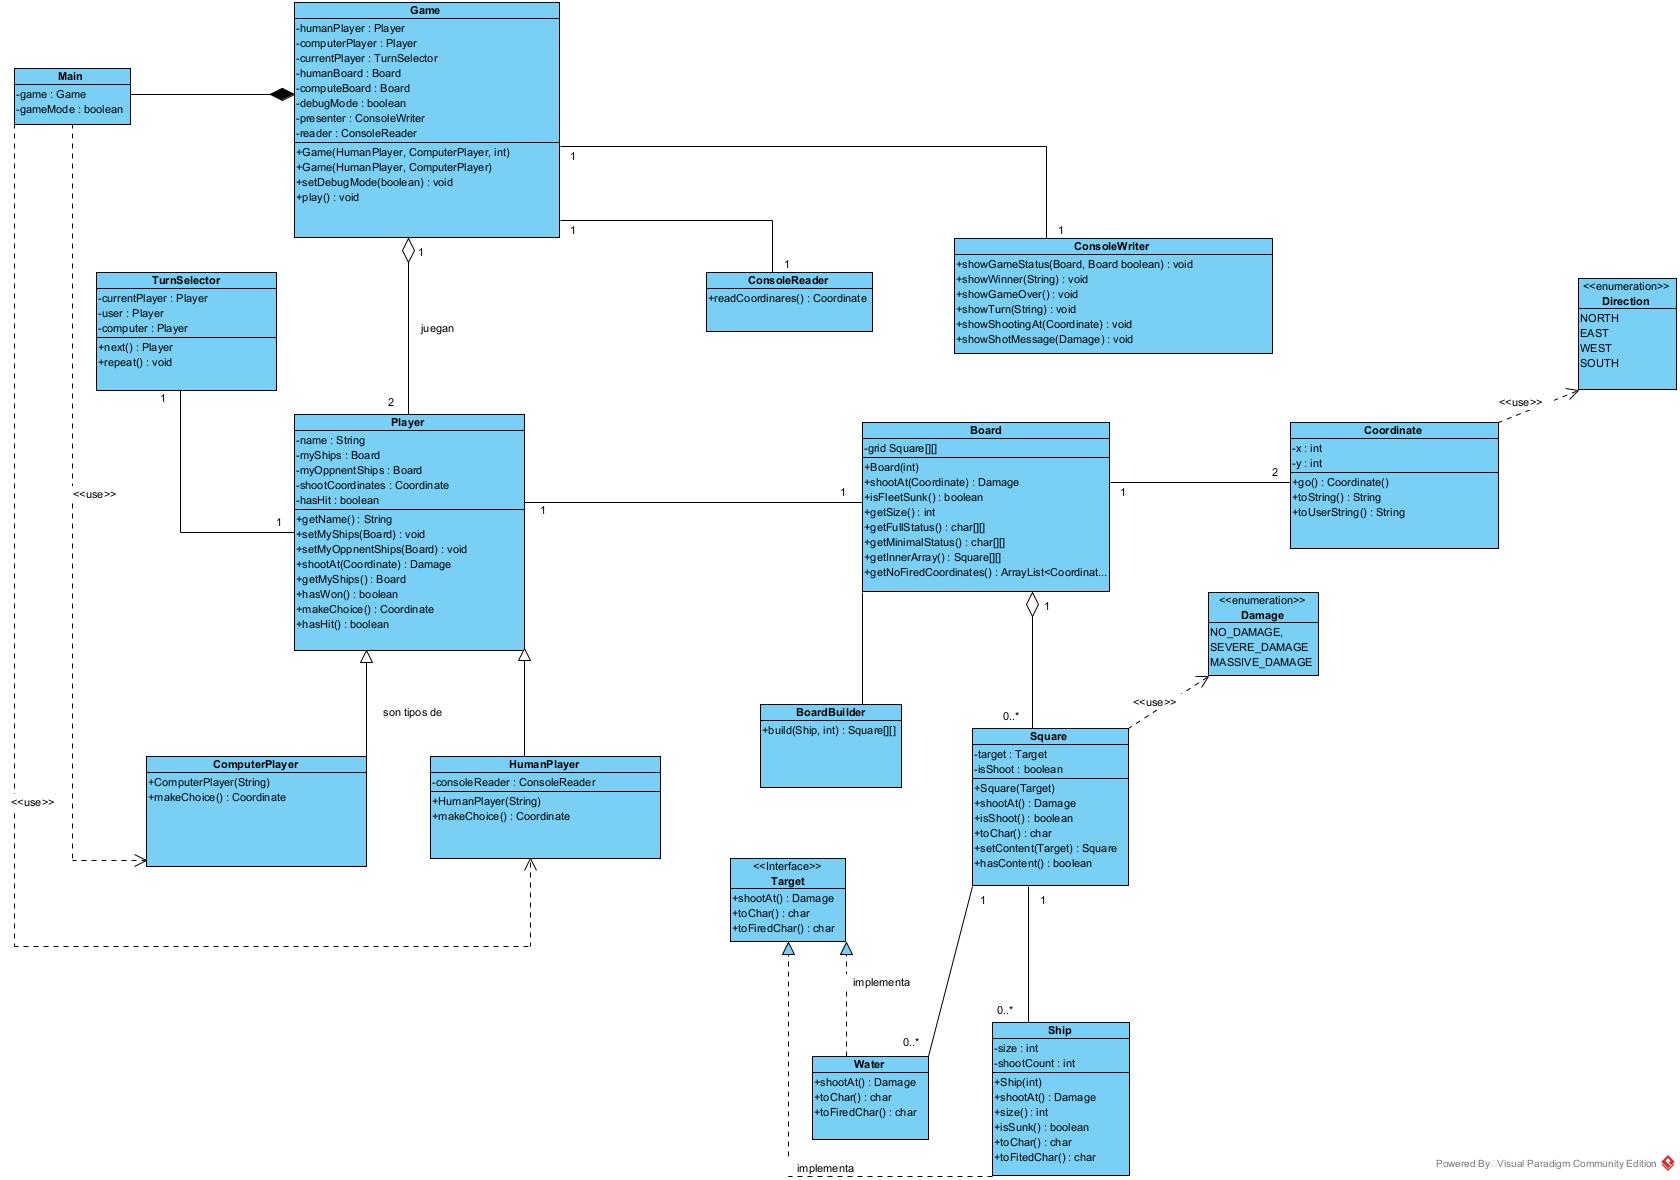 Game
-humanPlayer : Player
-computerPlayer : Player
-currentPlayer : TurnSelector
-humanBoard : Board
-computeBoard : Board
-debugMode : boolean
-presenter : ConsoleWriter
-reader : ConsoleReader
+Game(HumanPlayer, ComputerPlayer, int)
+Game(HumanPlayer, ComputerPlayer)
+setDebugMode(boolean) : void
+play() : void
Main
-game : Game
-gameMode : boolean
1
1
1
1
1
ConsoleWriter
+showGameStatus(Board, Board boolean) : void
+showWinner(String) : void
+showGameOver() : void
+showTurn(String) : void
+showShootingAt(Coordinate) : void
+showShotMessage(Damage) : void
ConsoleReader
+readCoordinares() : Coordinate
TurnSelector
-currentPlayer : Player
-user : Player
-computer : Player
+next() : Player
+repeat() : void
<<enumeration>>
Direction
NORTH
EAST
WEST
SOUTH
juegan
1
2
<<use>>
Player
-name : String
-myShips : Board
-myOppnentShips : Board
-shootCoordinates : Coordinate
-hasHit : boolean
+getName() : String
+setMyShips(Board) : void
+setMyOppnentShips(Board) : void
+shootAt(Coordinate) : Damage
+getMyShips() : Board
+hasWon() : boolean
+makeChoice() : Coordinate
+hasHit() : boolean
Board
-grid Square[][]
+Board(int)
+shootAt(Coordinate) : Damage
+isFleetSunk() : boolean
+getSize() : int
+getFullStatus() : char[][]
+getMinimalStatus() : char[][]
+getInnerArray() : Square[][]
+getNoFiredCoordinates() : ArrayList<Coordinat...
Coordinate
-x : int
-y : int
+go() : Coordinate()
+toString() : String
+toUserString() : String
<<use>>
1
1
1
1
2
1
<<enumeration>>
Damage
NO_DAMAGE,
SEVERE_DAMAGE
MASSIVE_DAMAGE
<<use>>
son tipos de
0..*
BoardBuilder
+build(Ship, int) : Square[][]
Square
-target : Target
-isShoot : boolean
+Square(Target)
+shootAt() : Damage
+isShoot() : boolean
+toChar() : char
+setContent(Target) : Square
+hasContent() : boolean
ComputerPlayer
+ComputerPlayer(String)
+makeChoice() : Coordinate
HumanPlayer
-consoleReader : ConsoleReader
+HumanPlayer(String)
+makeChoice() : Coordinate
<<use>>
<<Interface>>
Target
+shootAt() : Damage
+toChar() : char
+toFiredChar() : char
1
1
implementa
0..*
0..*
Water
+shootAt() : Damage
+toChar() : char
+toFiredChar() : char
Ship
-size : int
-shootCount : int
+Ship(int)
+shootAt() : Damage
+size() : int
+isSunk() : boolean
+toChar() : char
+toFitedChar() : char
implementa
Powered By Visual Paradigm Community Edition